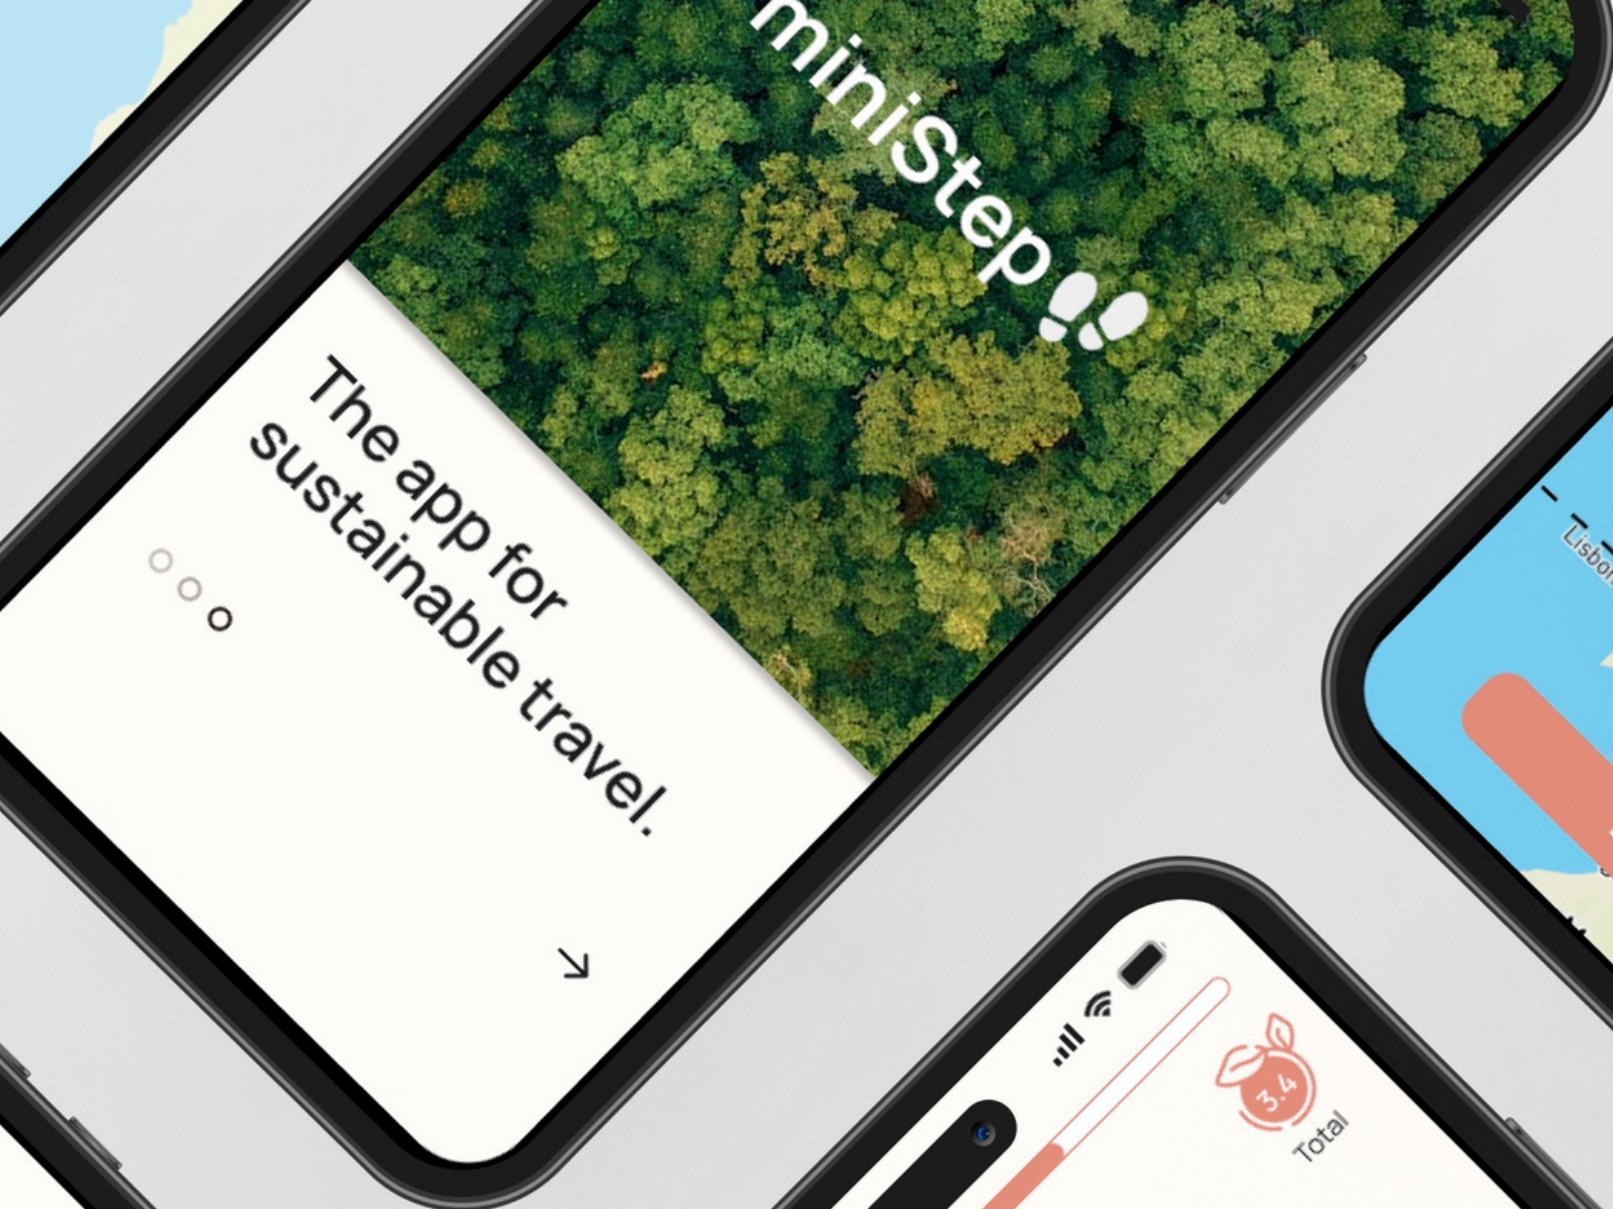 miniStep
The app for
sustainable travel.
3.4
Total